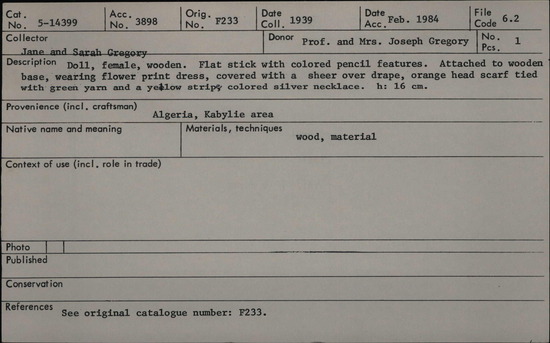 Cat. No. 5-14399 Acc. No. 3898 Orig. No. F233 Date Coll. 1939 Date Acc. Feb. 1984 File Code 6.2
Collector Jane and Sarah Gregory Donor Prof. and Mrs. Joseph Gregory No. Pcs. 1
Description Doll, female, wooden. Flat stick with colored pencil features. Attached to wooden
base, wearing flower print dress, covered with a sheer over drape, orange head scarf tied
with green yarn and a yellow stripy colored silver necklace. h: 16 cm.
Provenience (incl. craftsman)
Algeria, Kabylie area
Native name and meaning Materials, techniques
wood, material
Context of use (incl. role in trade)
Photo
Published
Conservation
References See original catalogue number: F233.